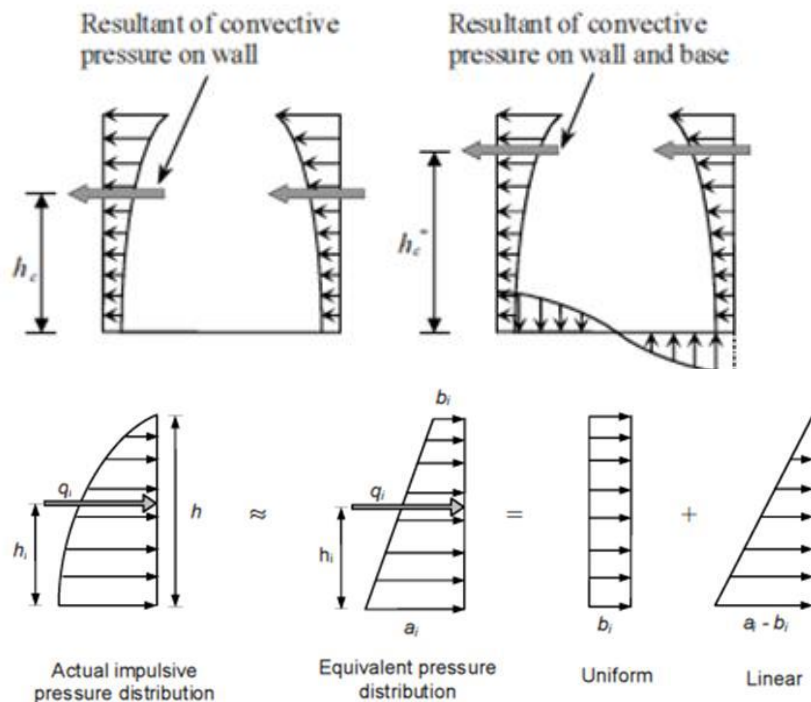 Resultant of convective
pressure on wall
Resultant of convective
pressure on wall and base
h_c
h_c*
b_i
q_i
h
≈
q_i
=
+
h_i
h_i
a_i
b_i
a_i - b_i
Actual impulsive
pressure distribution
Equivalent pressure
distribution
Uniform
Linear